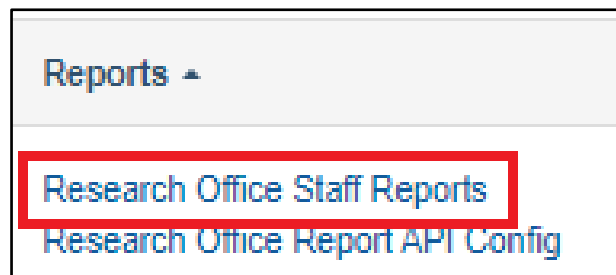 Reports ▲
Research Office Staff Reports
Research Office Report API Config